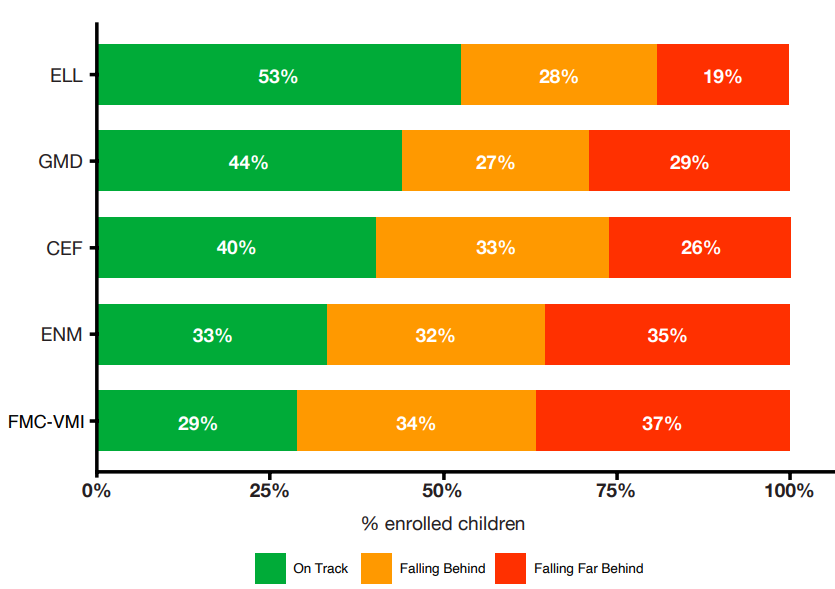 ELL 53% 28% 19%
GMD 44% 27% 29%
CEF 40% 33% 26%
ENM 33% 32% 35%
FMC-VMI 29% 34% 37%
0% 25% 50% 75% 100%
% enrolled children
On Track Falling Behind Falling Far Behind